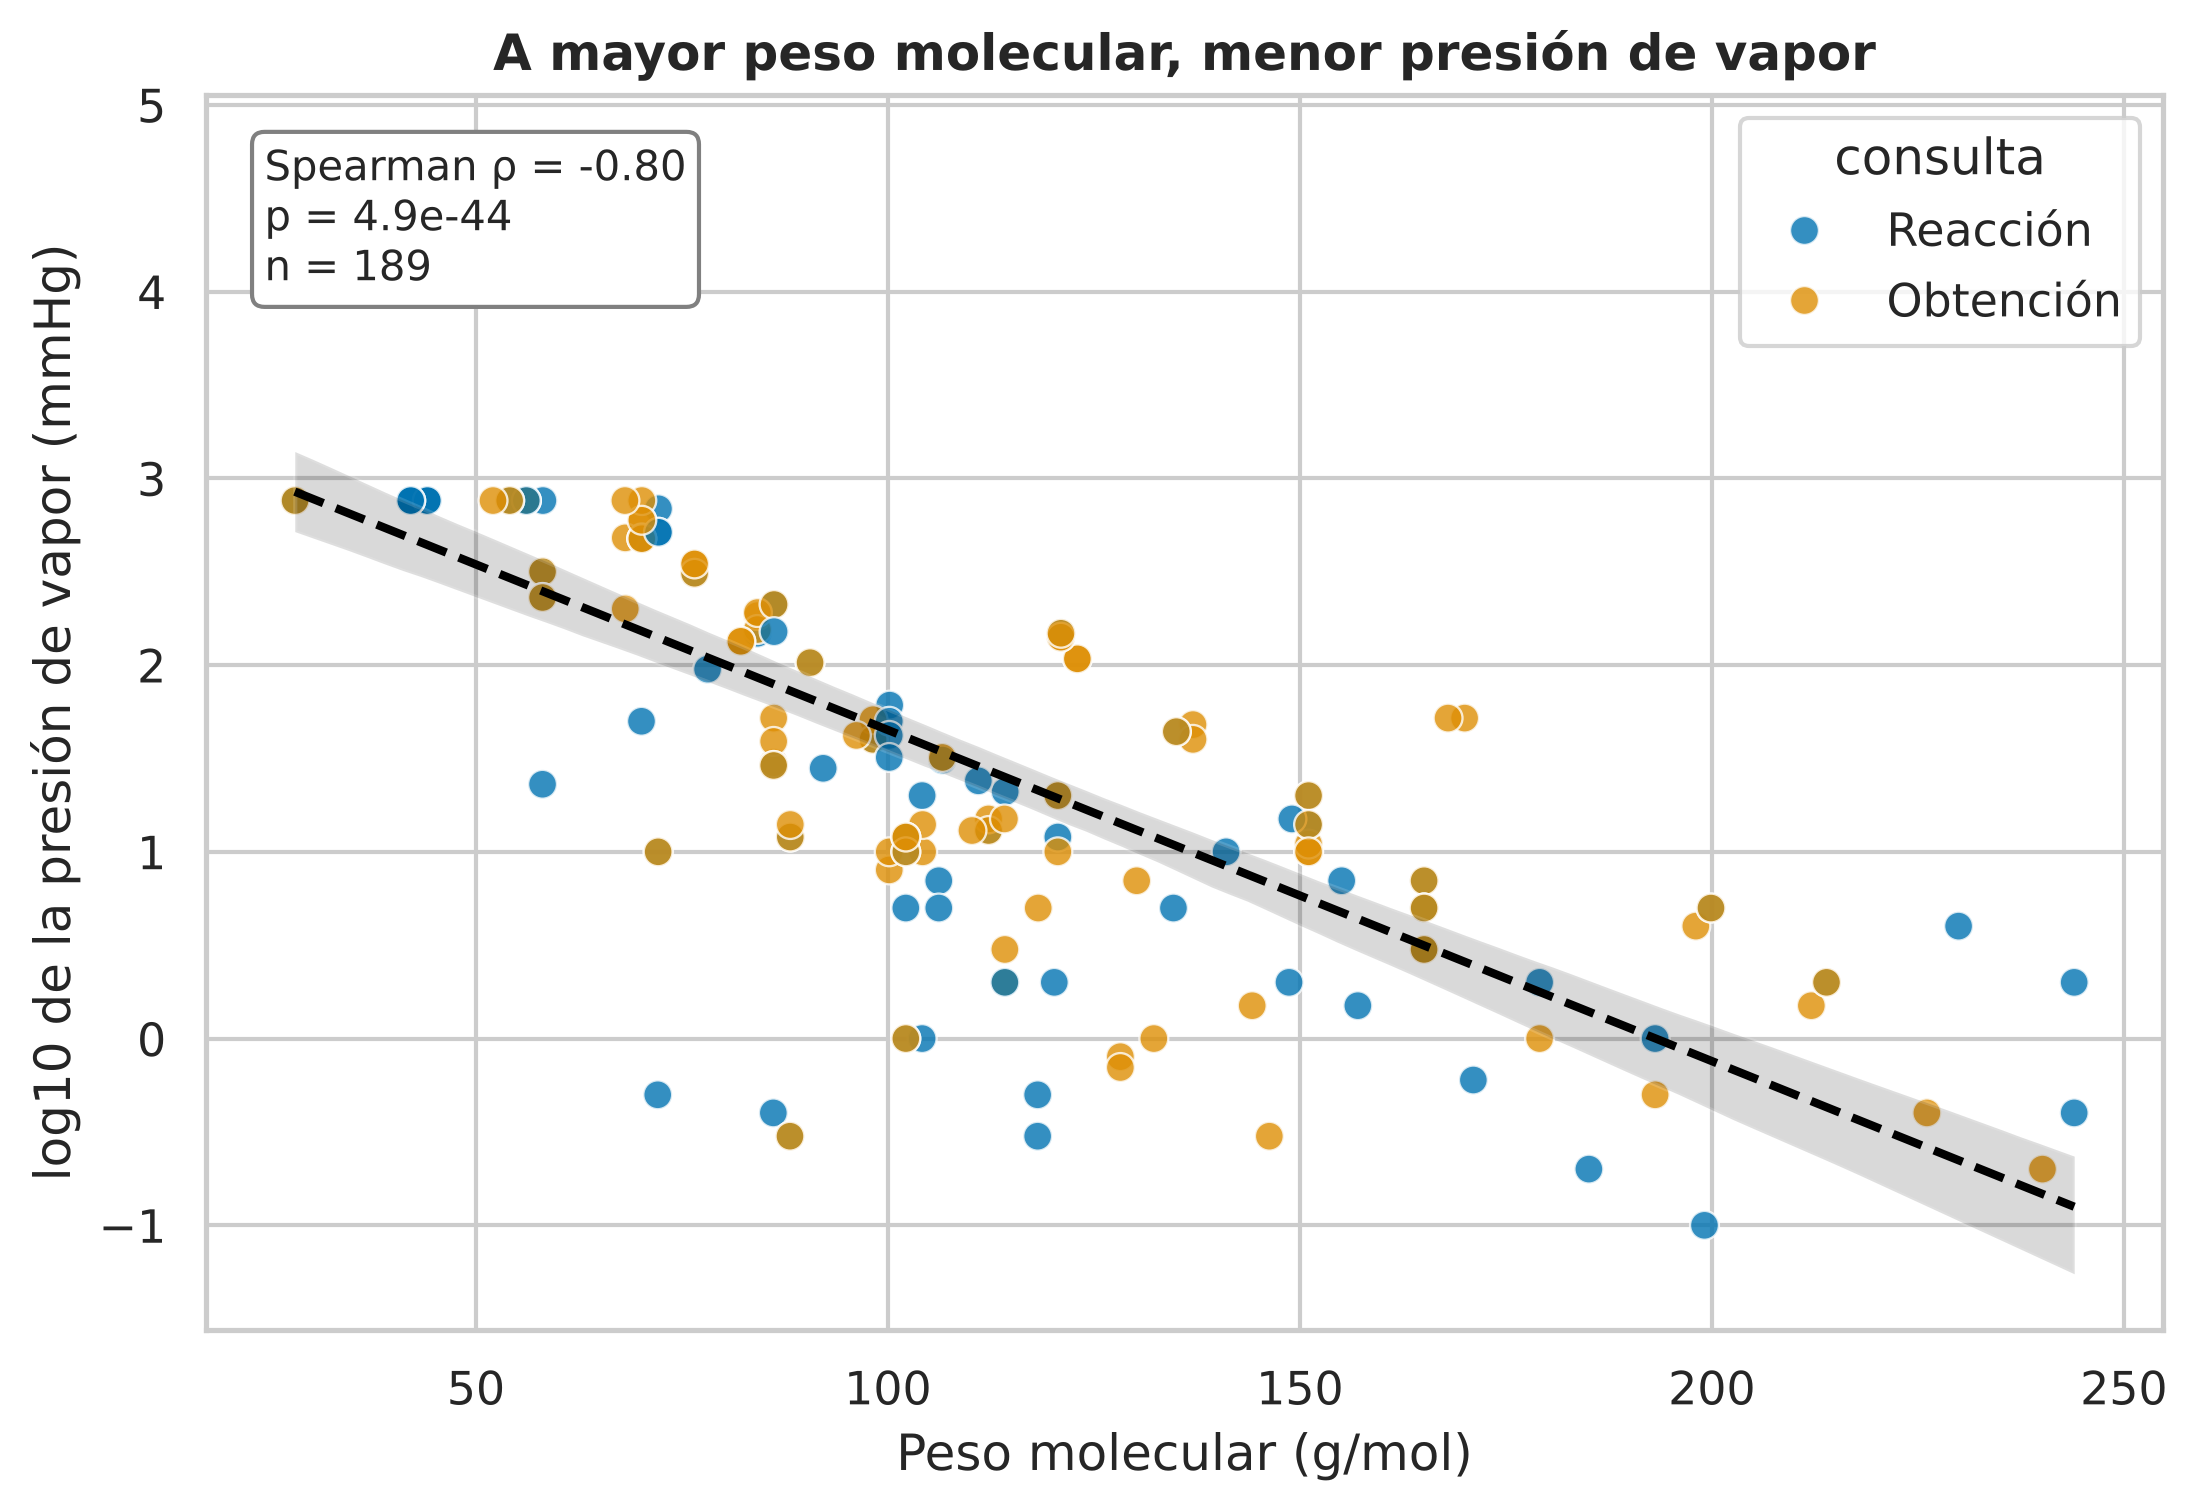 A mayor peso molecular, menor presión de vapor
Spearman ρ = -0.80
p = 4.9e-44
n = 189
consulta
Reacción
Obtención
log10 de la presión de vapor (mmHg)
5
4
3
2
1
0
−1
50 100 150 200 250
Peso molecular (g/mol)